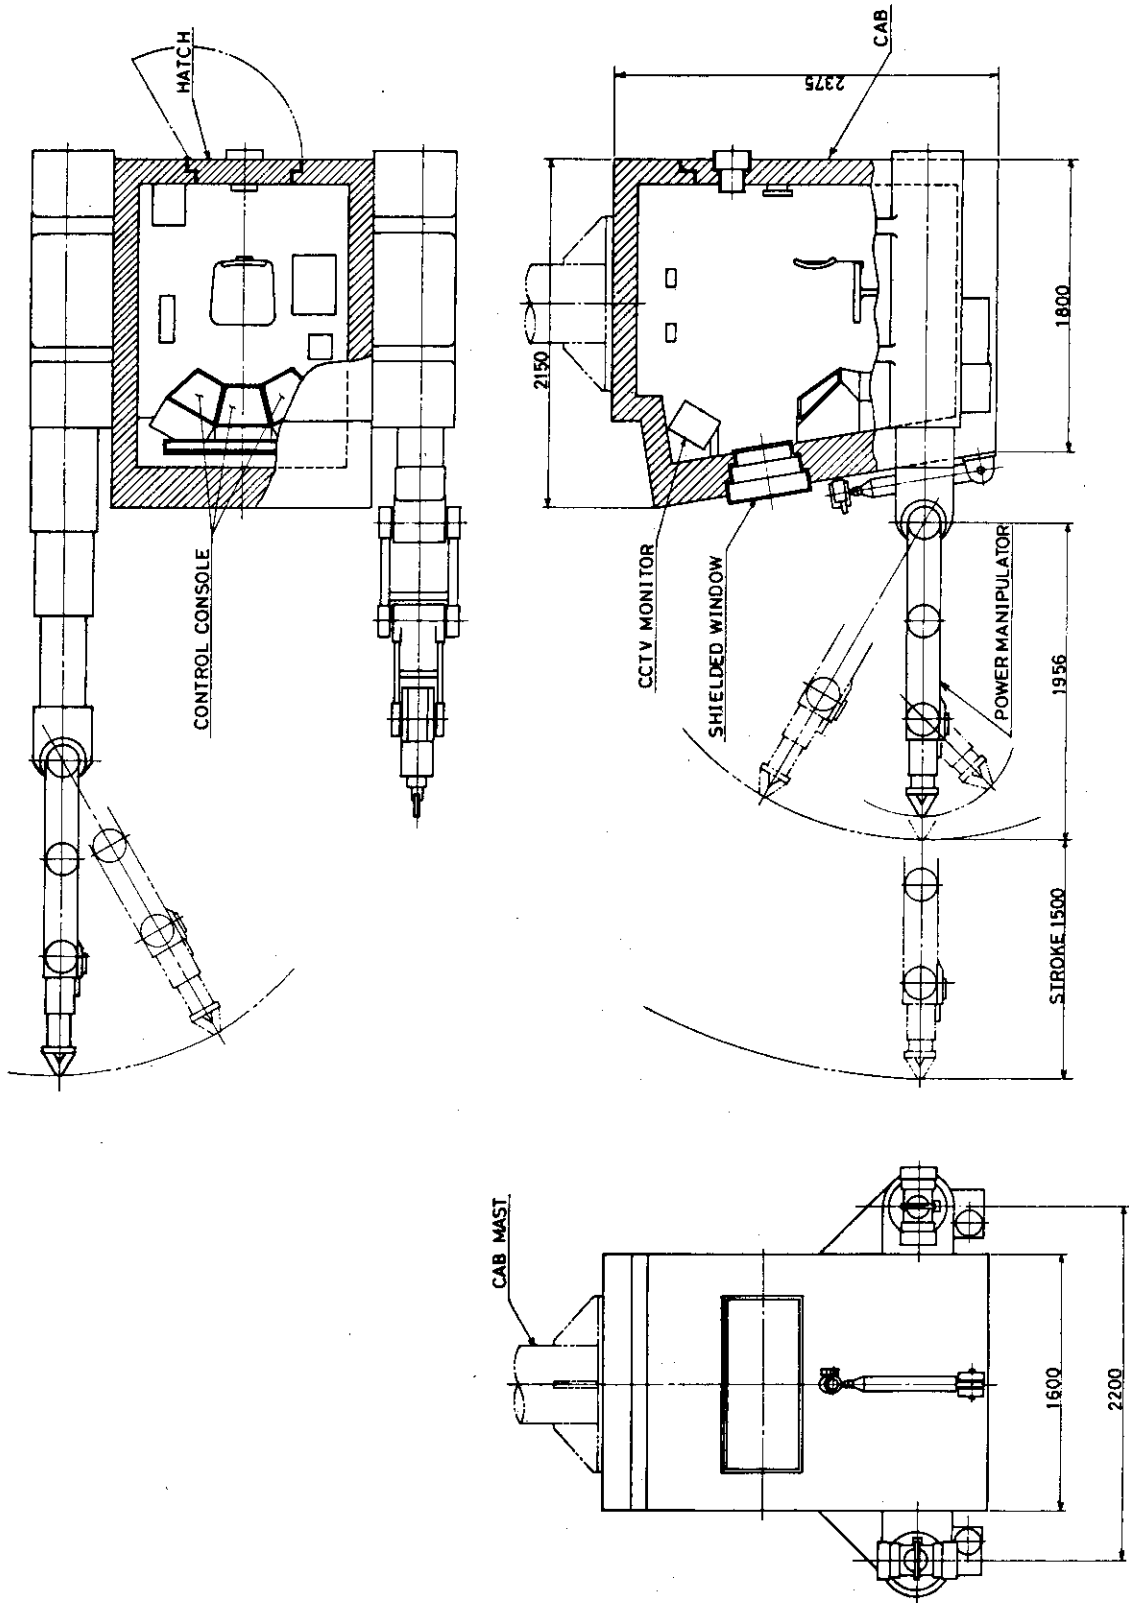 HATCH
CONTROL CONSOLE
CAB
2375
2150
1800
CCTV MONITOR
SHIELDED WINDOW
POWER MANIPULATOR
1956
STROKE 1500
CAB MAST
1600
2200